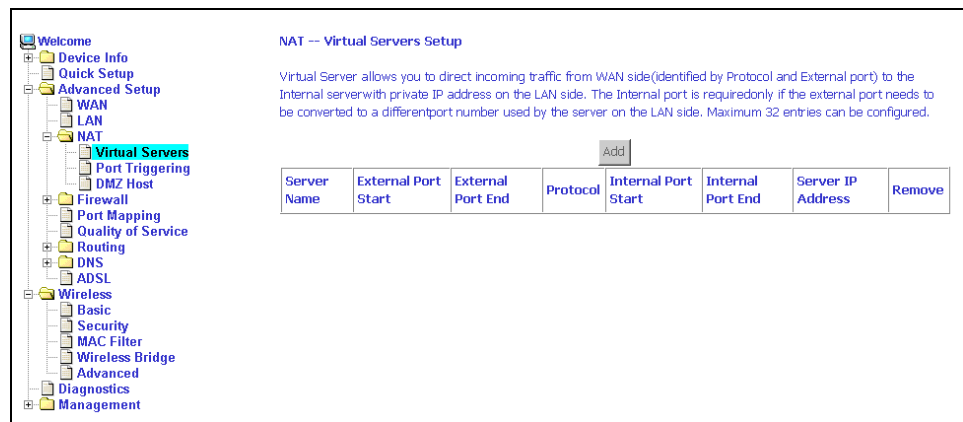 Welcome
Device Info
Quick Setup
Advanced Setup
WAN
LAN
NAT
Virtual Servers
Port Triggering
DMZ Host
Firewall
Port Mapping
Quality of Service
Routing
DNS
ADSL
Wireless
Basic
Security
MAC Filter
Wireless Bridge
Advanced
Diagnostics
Management
NAT -- Virtual Servers Setup
Virtual Server allows you to direct incoming traffic from WAN side(identified by Protocol and External port) to the
Internal serverwith private IP address on the LAN side. The Internal port is requiredonly if the external port needs to
be converted to a differentport number used by the server on the LAN side. Maximum 32 entries can be configured.
Add
Server Name
External Port Start
External Port End
Protocol
Internal Port Start
Internal Port End
Server IP Address
Remove